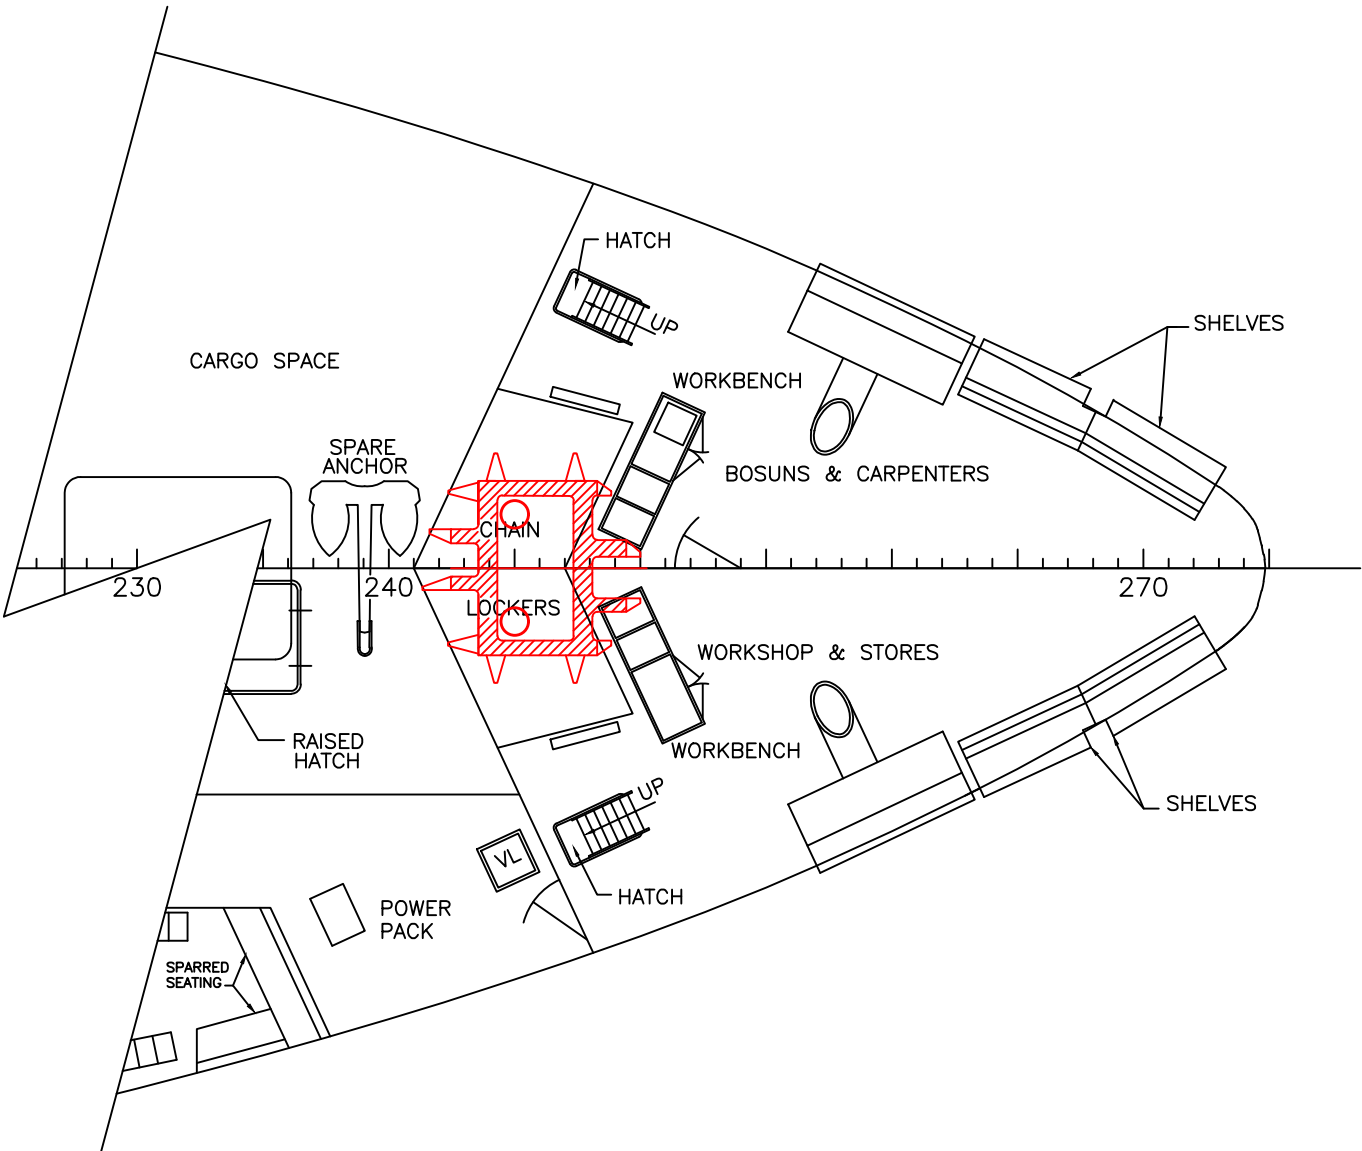 HATCH
UP
SHELVES
CARGO SPACE
WORKBENCH
SPARE
ANCHOR
BOSUNS & CARPENTERS
CHAIN
230
240
270
LOCKERS
WORKSHOP & STORES
RAISED
HATCH
WORKBENCH
UP
SHELVES
VL
HATCH
POWER
PACK
SPARRED
SEATING